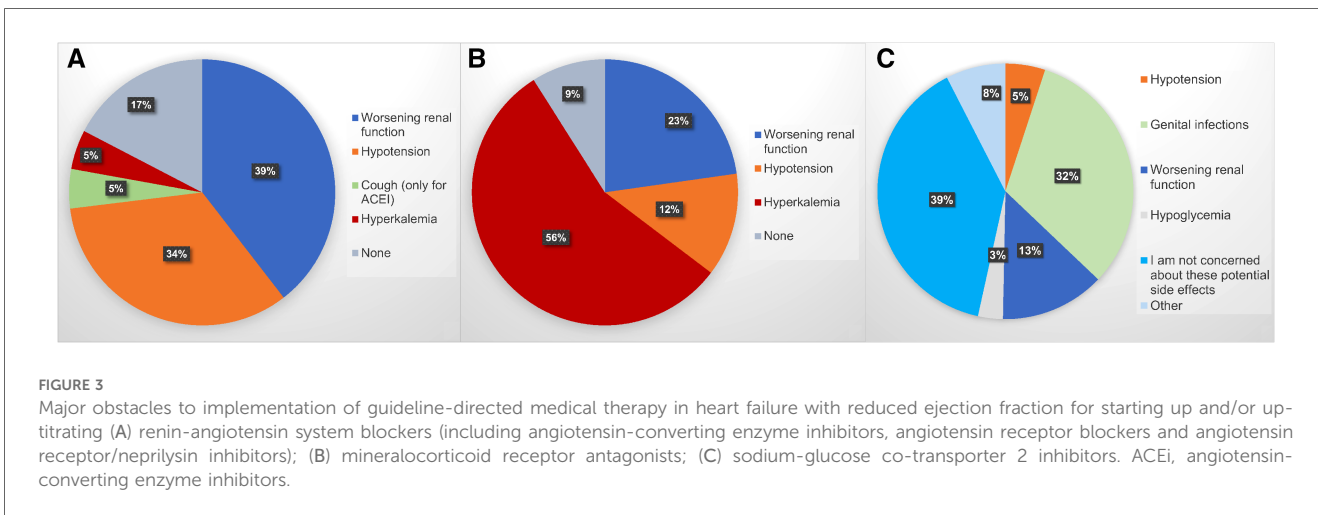 A
17%
5%
5%
39%
34%
Worsening renal
function
Hypotension
Cough (only for
ACEI)
Hyperkalemia
None
B
9%
23%
12%
56%
Worsening renal
function
Hypotension
Hyperkalemia
None
C
8%
5%
32%
39%
3%
13%
Hypotension
Genital infections
Worsening renal
function
Hypoglycemia
I am not concerned
about these potential
side effects
Other
FIGURE 3
Major obstacles to implementation of guideline-directed medical therapy in heart failure with reduced ejection fraction for starting up and/or up-
titrating (A) renin-angiotensin system blockers (including angiotensin-converting enzyme inhibitors, angiotensin receptor blockers and angiotensin
receptor/neprilysin inhibitors); (B) mineralocorticoid receptor antagonists; (C) sodium-glucose co-transporter 2 inhibitors. ACEi, angiotensin-
converting enzyme inhibitors.